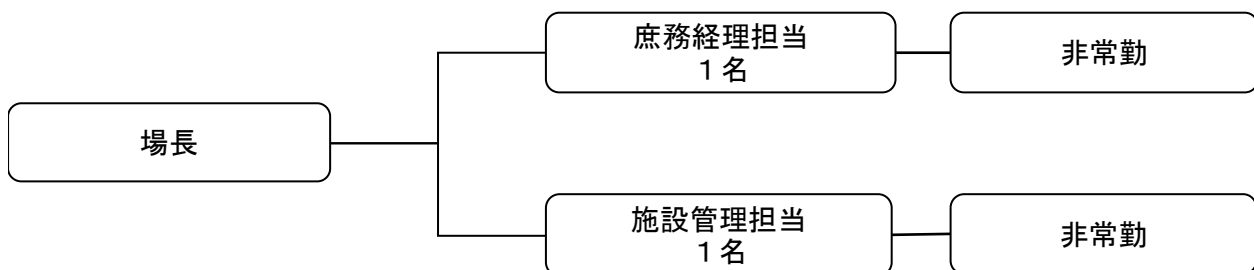 庶務経理担当
１名
非常勤
場長
施設管理担当
１名
非常勤